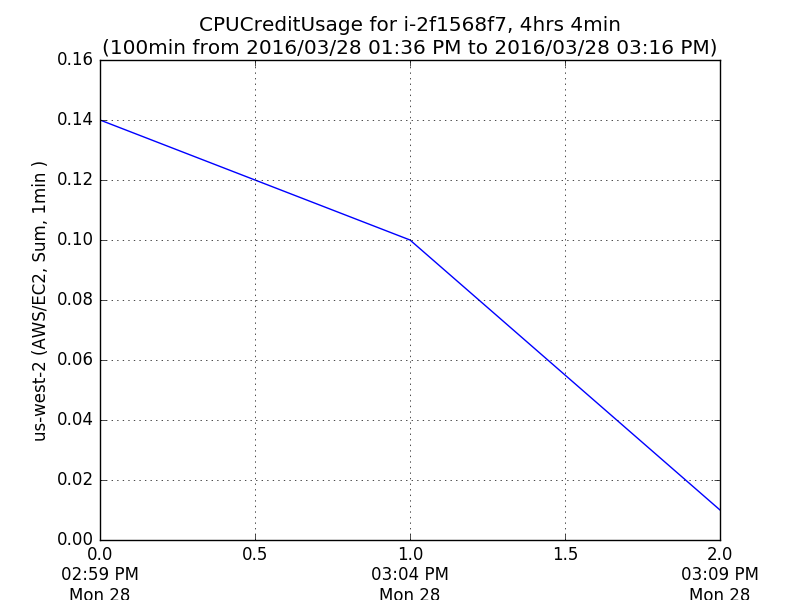 CPUCreditUsage for i-2f1568f7, 4hrs 4min
(100min from 2016/03/28 01:36 PM to 2016/03/28 03:16 PM)
us-west-2 (AWS/EC2, Sum, 1min )
0.16
0.14
0.12
0.10
0.08
0.06
0.04
0.02
0.00
0.0 0.5 1.0 1.5 2.0
02:59 PM 03:04 PM 03:09 PM
Mon 28 Mon 28 Mon 28